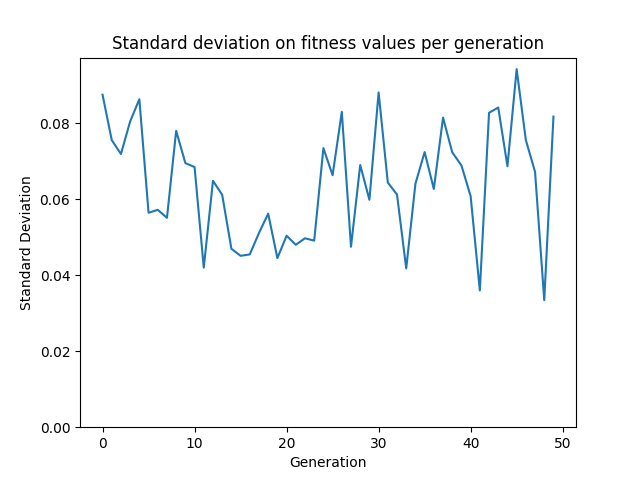 Standard deviation on fitness values per generation
Standard Deviation
0.08
0.06
0.04
0.02
0.00
0 10 20 30 40 50
Generation